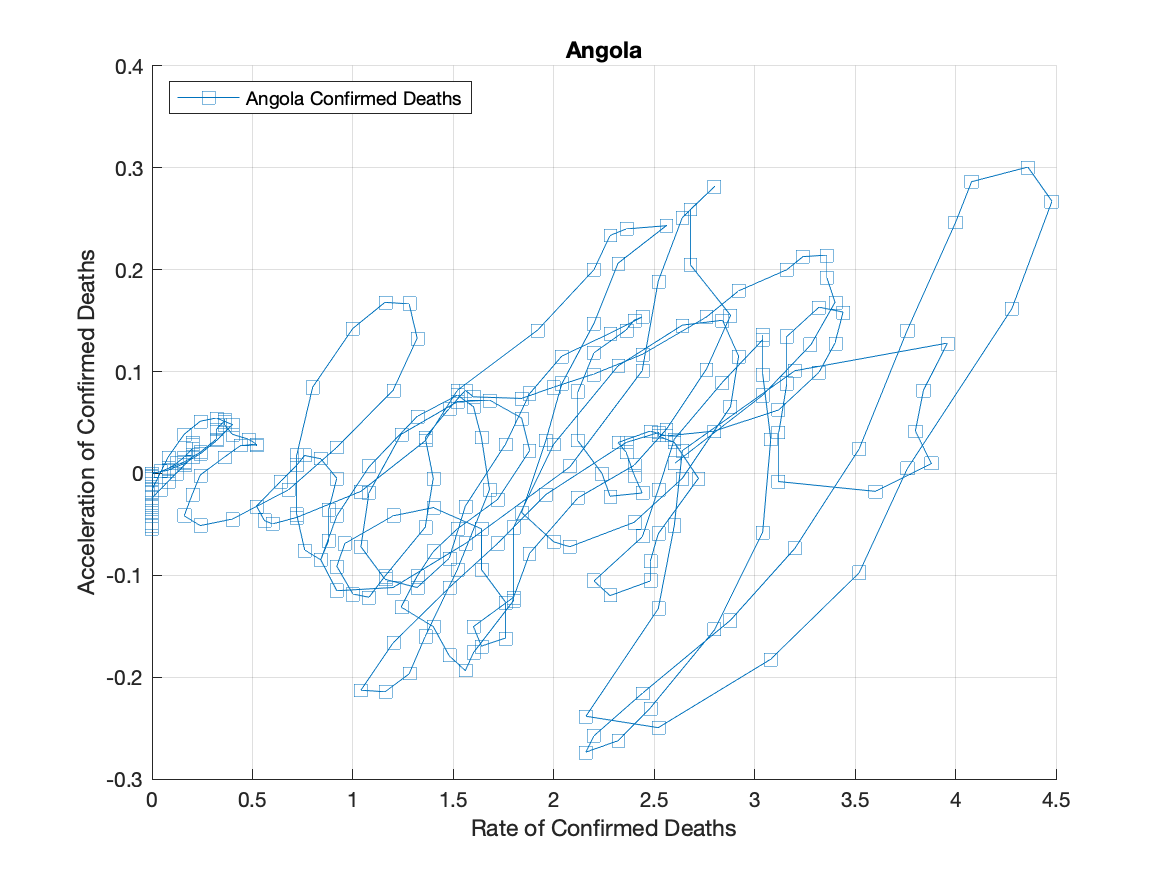 Angola
Angola Confirmed Deaths
Acceleration of Confirmed Deaths
0.4
0.3
0.2
0.1
0
-0.1
-0.2
-0.3
0 0.5 1 1.5 2 2.5 3 3.5 4 4.5
Rate of Confirmed Deaths